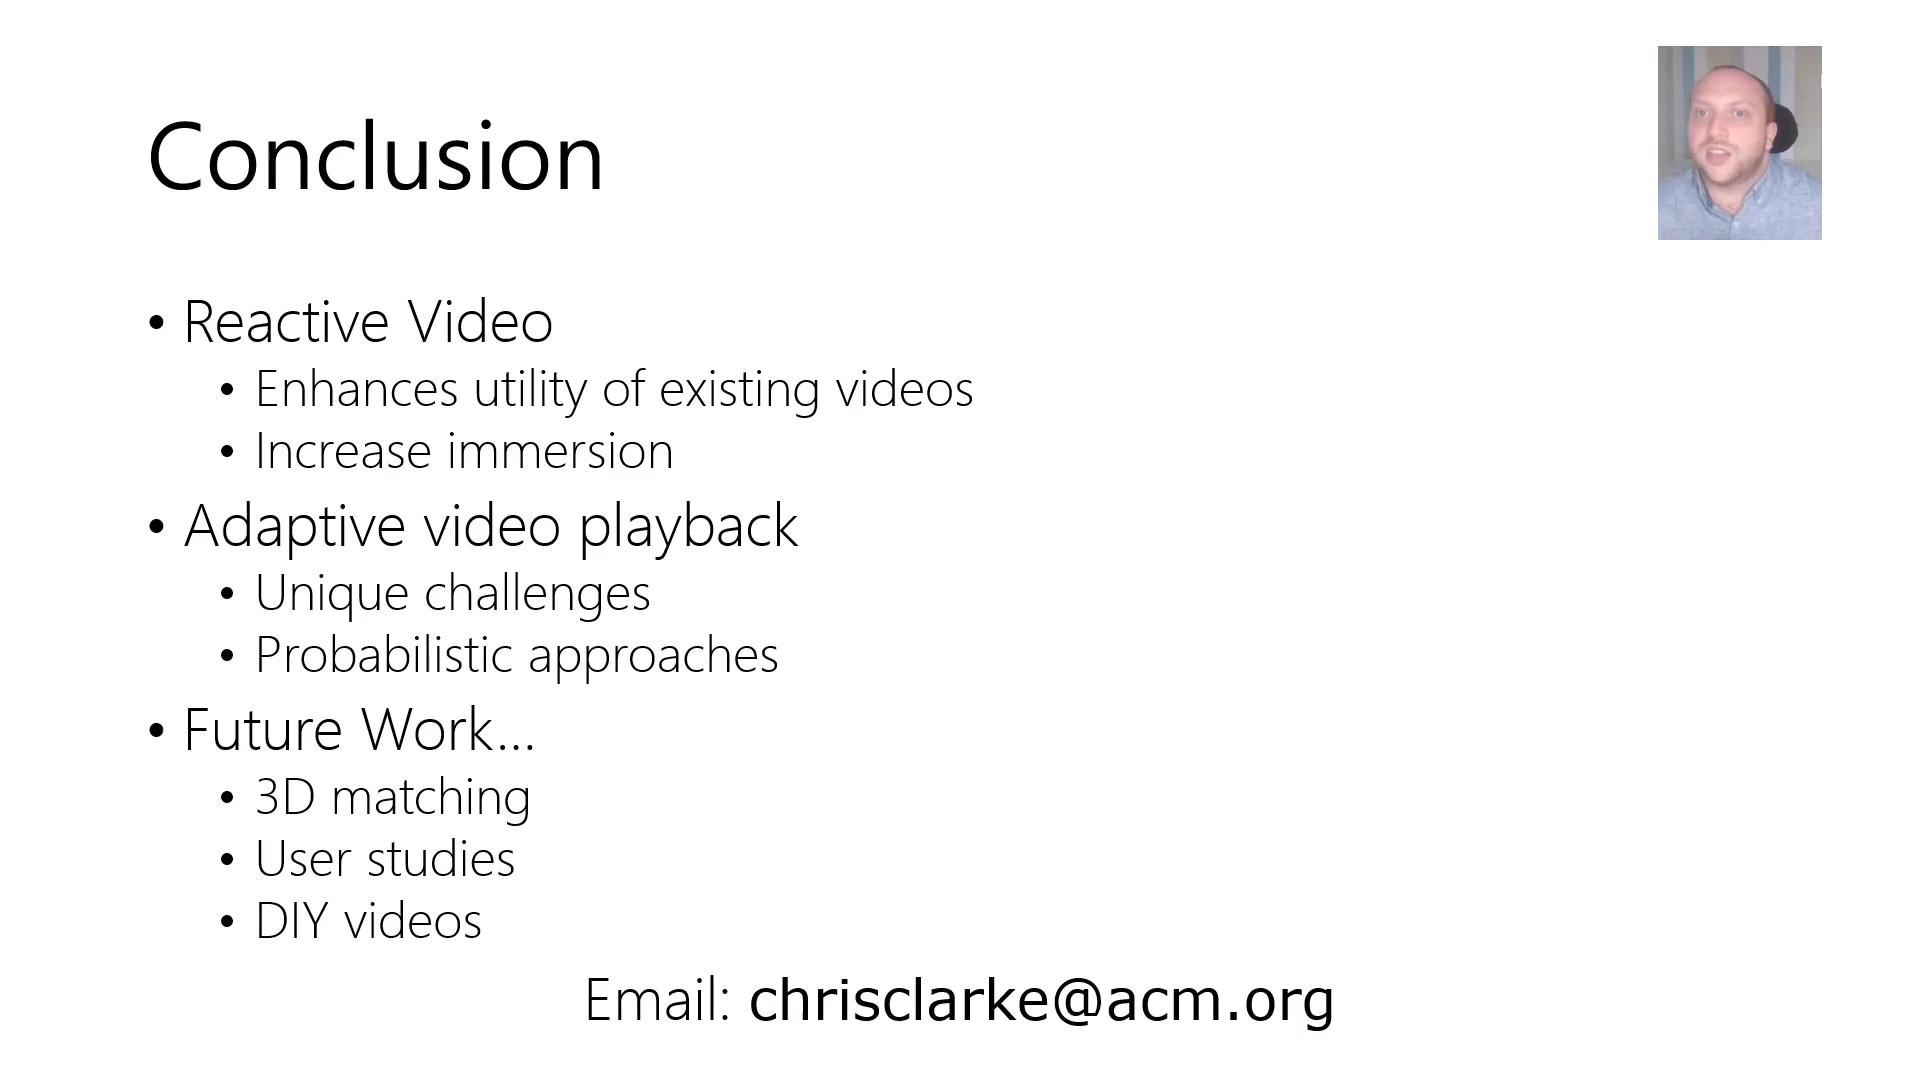 Conclusion
• Reactive Video
• Enhances utility of existing videos
• Increase immersion
• Adaptive video playback
• Unique challenges
• Probabilistic approaches
• Future Work...
• 3D matching
• User studies
• DIY videos
Email: chrisclarke@acm.org